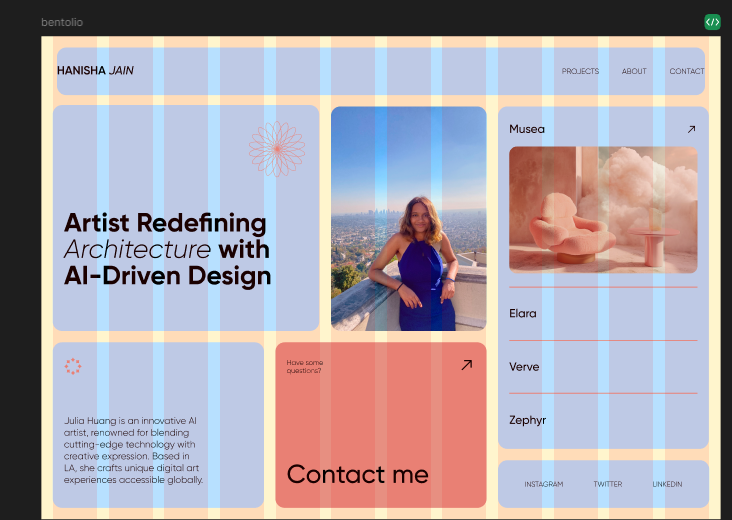 bentolio
HANISHA JAIN
PROJECTS
ABOUT
CONTACT
Artist Redefining
Architecture with
AI-Driven Design
Musea
Elara
Verve
Zephyr
Julia Huang is an innovative AI
artist, renowned for blending
cutting-edge technology with
creative expression. Based in
LA, she crafts unique digital art
experiences accessible globally.
Have some
questions?
Contact me
INSTAGRAM
TWITTER
LINKEDIN